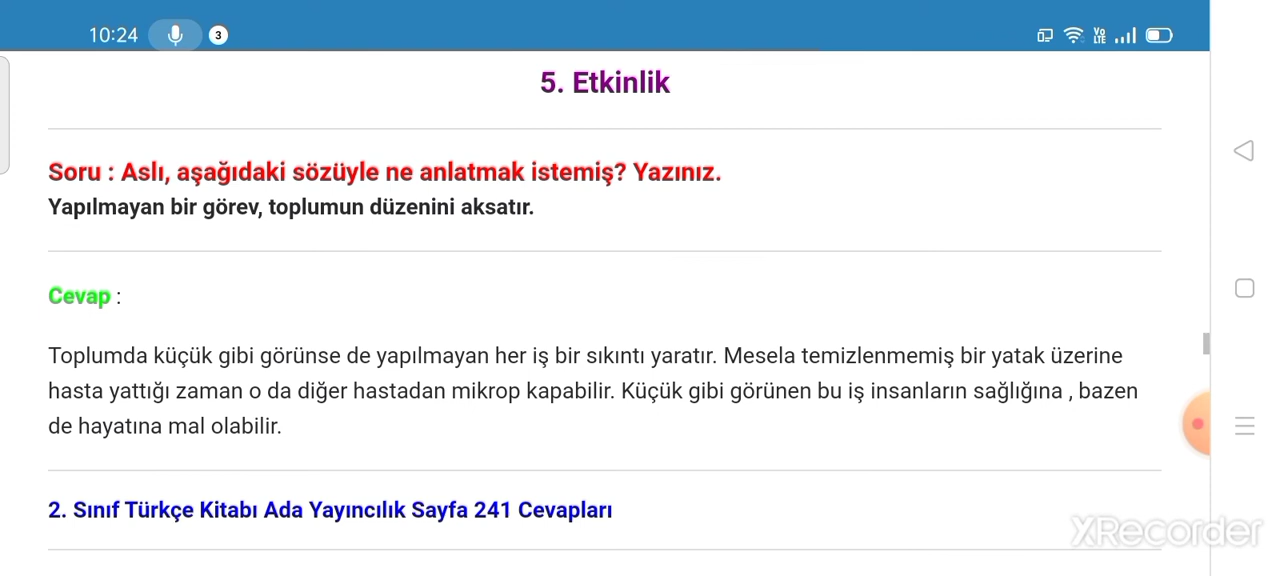 10:24 3
5. Etkinlik
Soru : Aslı, aşağıdaki sözüyle ne anlatmak istemiş? Yazınız.
Yapılmayan bir görev, toplumun düzenini aksatır.
Cevap :
Toplumda küçük gibi görünse de yapılmayan her iş bir sıkıntı yaratır. Mesela temizlenmemiş bir yatak üzerine
hasta yattığı zaman o da diğer hastadan mikrop kapabilir. Küçük gibi görünen bu iş insanların sağlığına , bazen
de hayatına mal olabilir.
2. Sınıf Türkçe Kitabı Ada Yayıncılık Sayfa 241 Cevapları
XRecorder